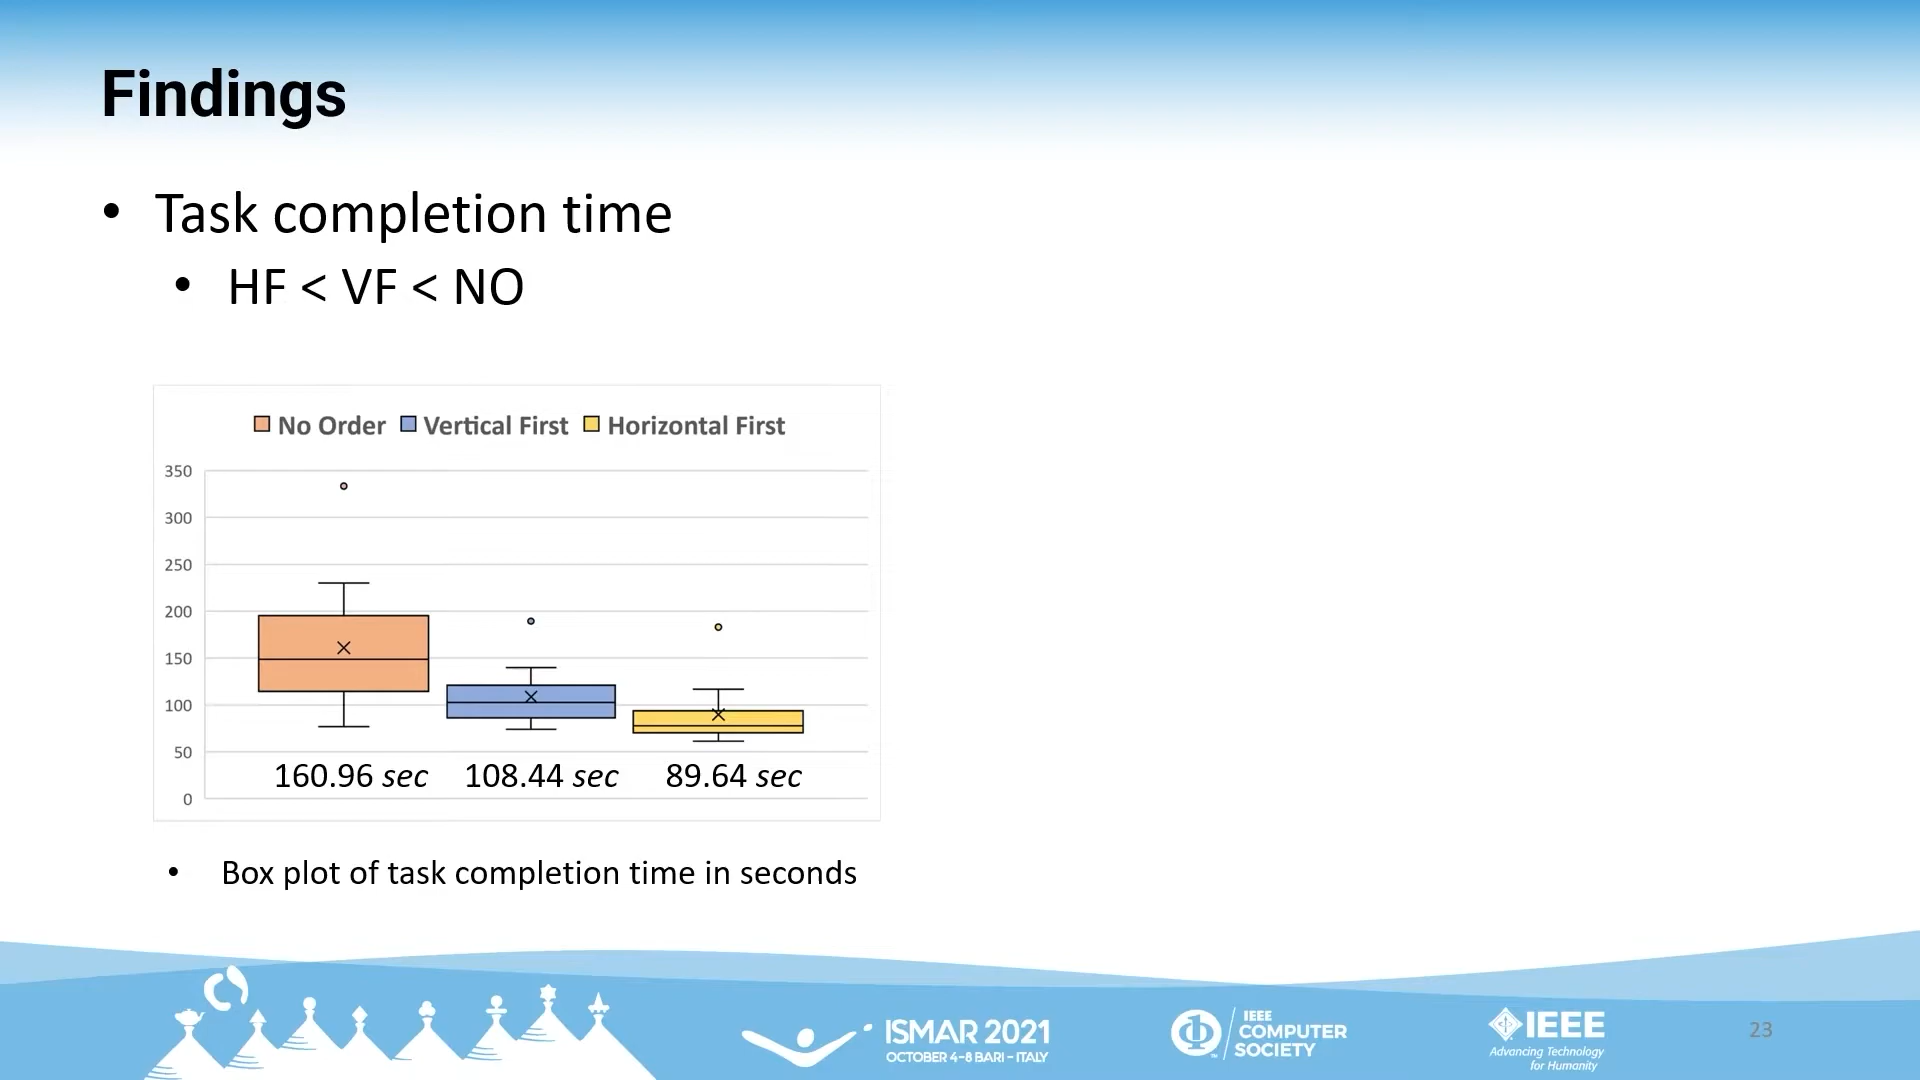 Findings
• Task completion time
• HF < VF < NO
No Order Vertical First Horizontal First
350
300
250
200
150
100
50
0
160.96 sec 108.44 sec 89.64 sec
• Box plot of task completion time in seconds
ISMAR 2021
OCTOBER 4-8 BARI - ITALY
IEEE
COMPUTER
SOCIETY
IEEE
Advancing Technology
for Humanity
23